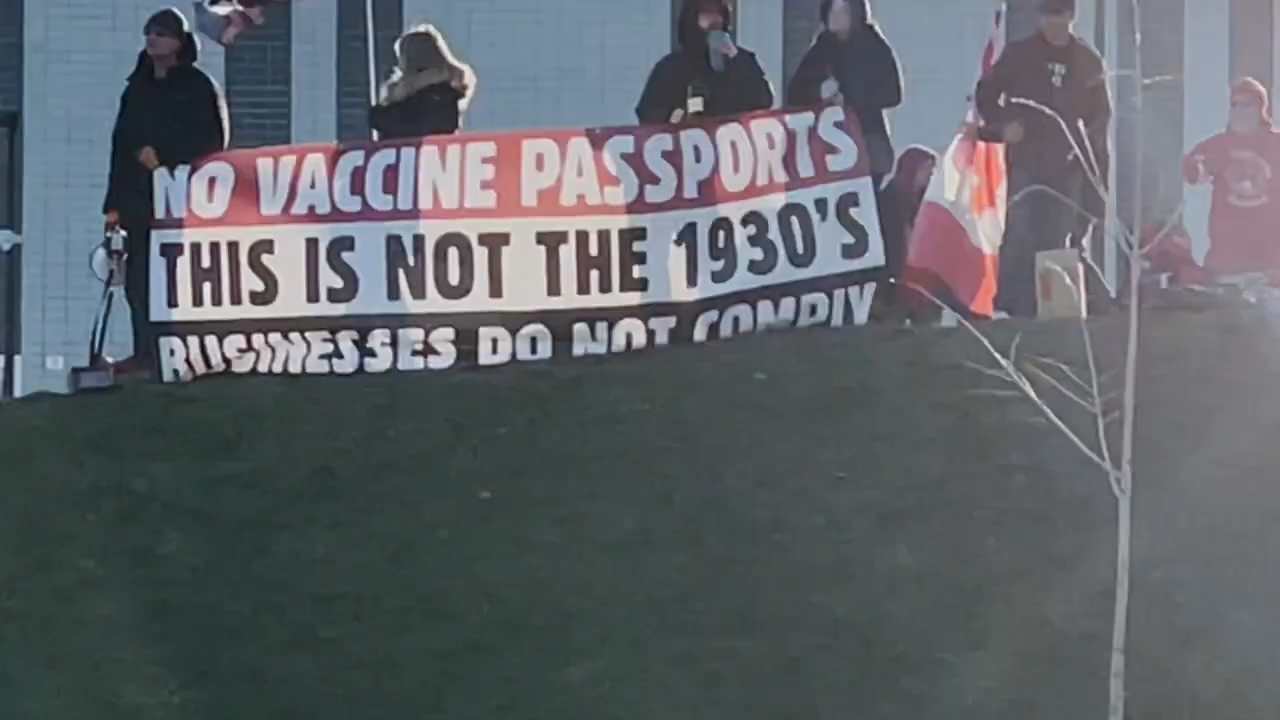 NO VACCINE PASSPORTS
THIS IS NOT THE 1930'S
BUSINESSES DO NOT COMPLY